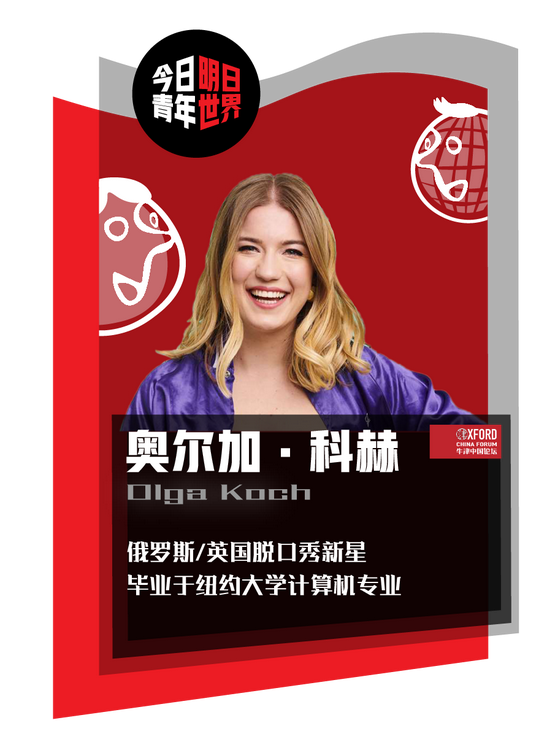 今日明日
青年世界
奥尔加·科赫
Olga Koch
OXFORD
CHINA FORUM
牛津中国论坛
俄罗斯/英国脱口秀新星
毕业于纽约大学计算机专业